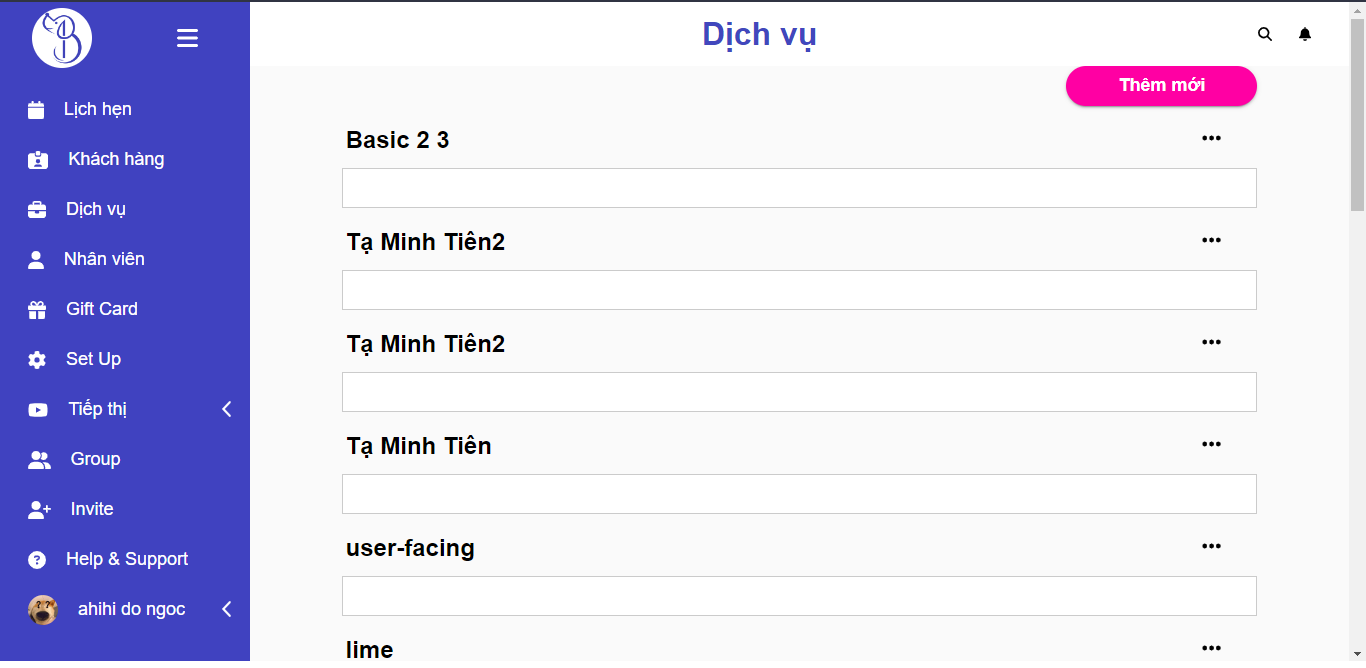 Dịch vụ
Lịch hẹn
Khách hàng
Dịch vụ
Nhân viên
Gift Card
Set Up
Tiếp thị
Group
Invite
Help & Support
ahihi do ngoc
Thêm mới
Basic 2 3
Tạ Minh Tiên2
Tạ Minh Tiên2
Tạ Minh Tiên
user-facing
lime